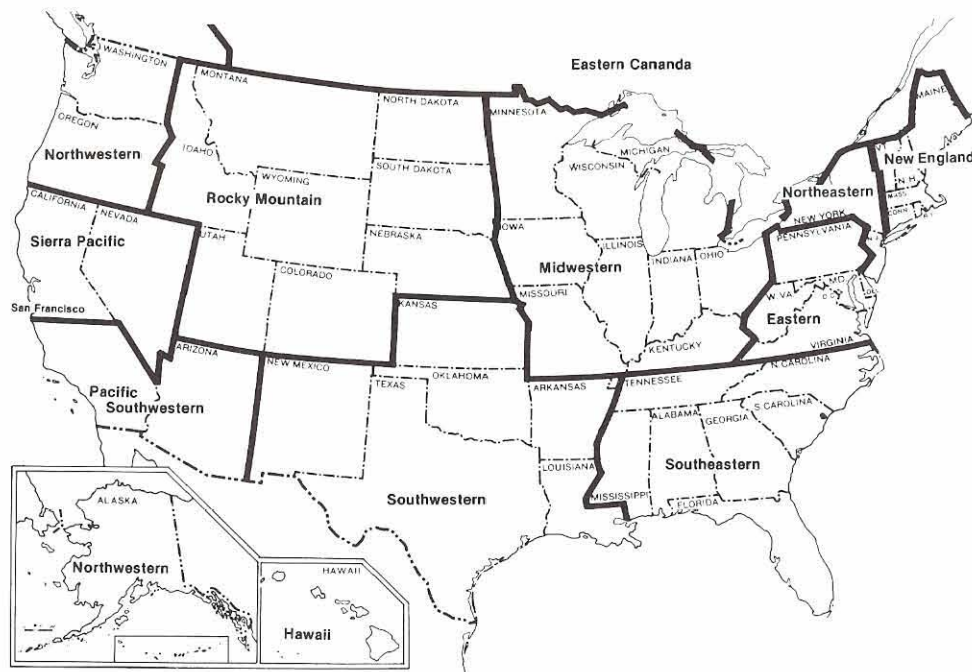 WASHINGTON
MONTANA
NORTH DAKOTA
MINNESOTA
Eastern Cananda
MAINE
OREGON
Northwestern
IDAHO
SOUTH DAKOTA
WISCONSIN
MICHIGAN
New England
N.H.
WYOMING
Rocky Mountain
Northeastern
MASS
CONN
R.I.
CALIFORNIA
NEVADA
Sierra Pacific
UTAH
NEBRASKA
IOWA
NEW YORK
PENNSYLVANIA
N.J.
ILLINOIS
INDIANA
OHIO
COLORADO
Midwestern
MISSOURI
W.VA.
MD.
D.C.
DEL
Eastern
San Francisco
KANSAS
KENTUCKY
VIRGINIA
ARIZONA
NEW MEXICO
TEXAS
OKLAHOMA
ARKANSAS
TENNESSEE
N.CAROLINA
Pacific
Southwestern
ALABAMA
GEORGIA
S.CAROLINA
LOUISIANA
Southeastern
MISSISSIPPI
FLORIDA
Southwestern
ALASKA
Northwestern
HAWAII
Hawaii